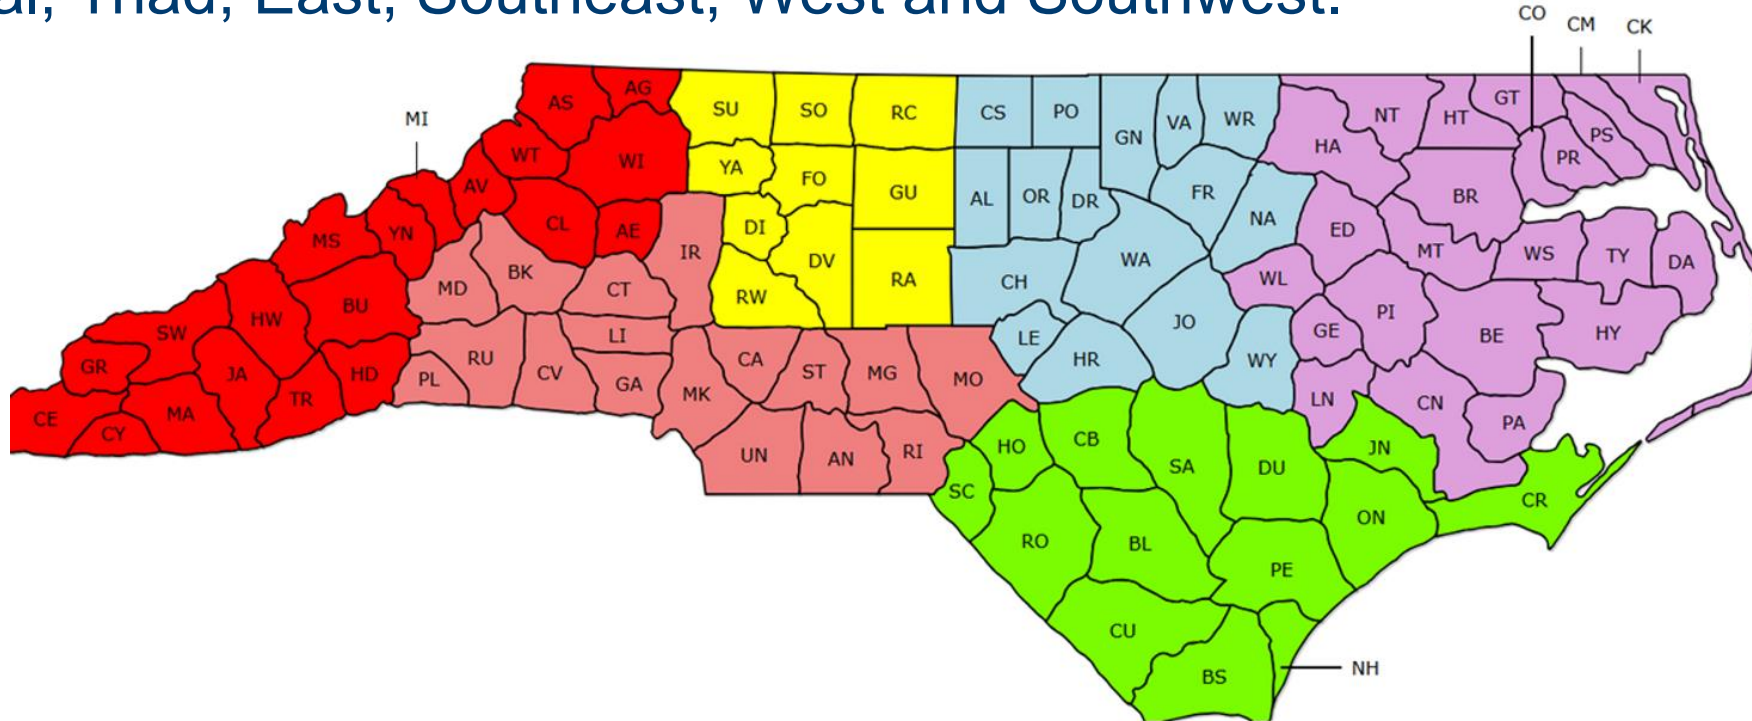 al, Triad, East, Southeast, West and Southwest.
CO CM CK
AS AG SU SO RC CS PO GN VA WR NT HT GT PS
MI WT WI YA FO GU AL OR DR FR NA HA BR PR
AV CL AE DI DV
MS YN IR RW RA CH WA WL ED MT WS TY DA
MD BK CT
SW HW BU LI LE HR JO WY GE PI BE HY
GR JA HD RU CV GA MK CA ST MG MO
PL LN CN PA
CE CY MA TR
UN AN RI HO CB SA DU JN
SC RO BL PE ON CR
CU
BS NH